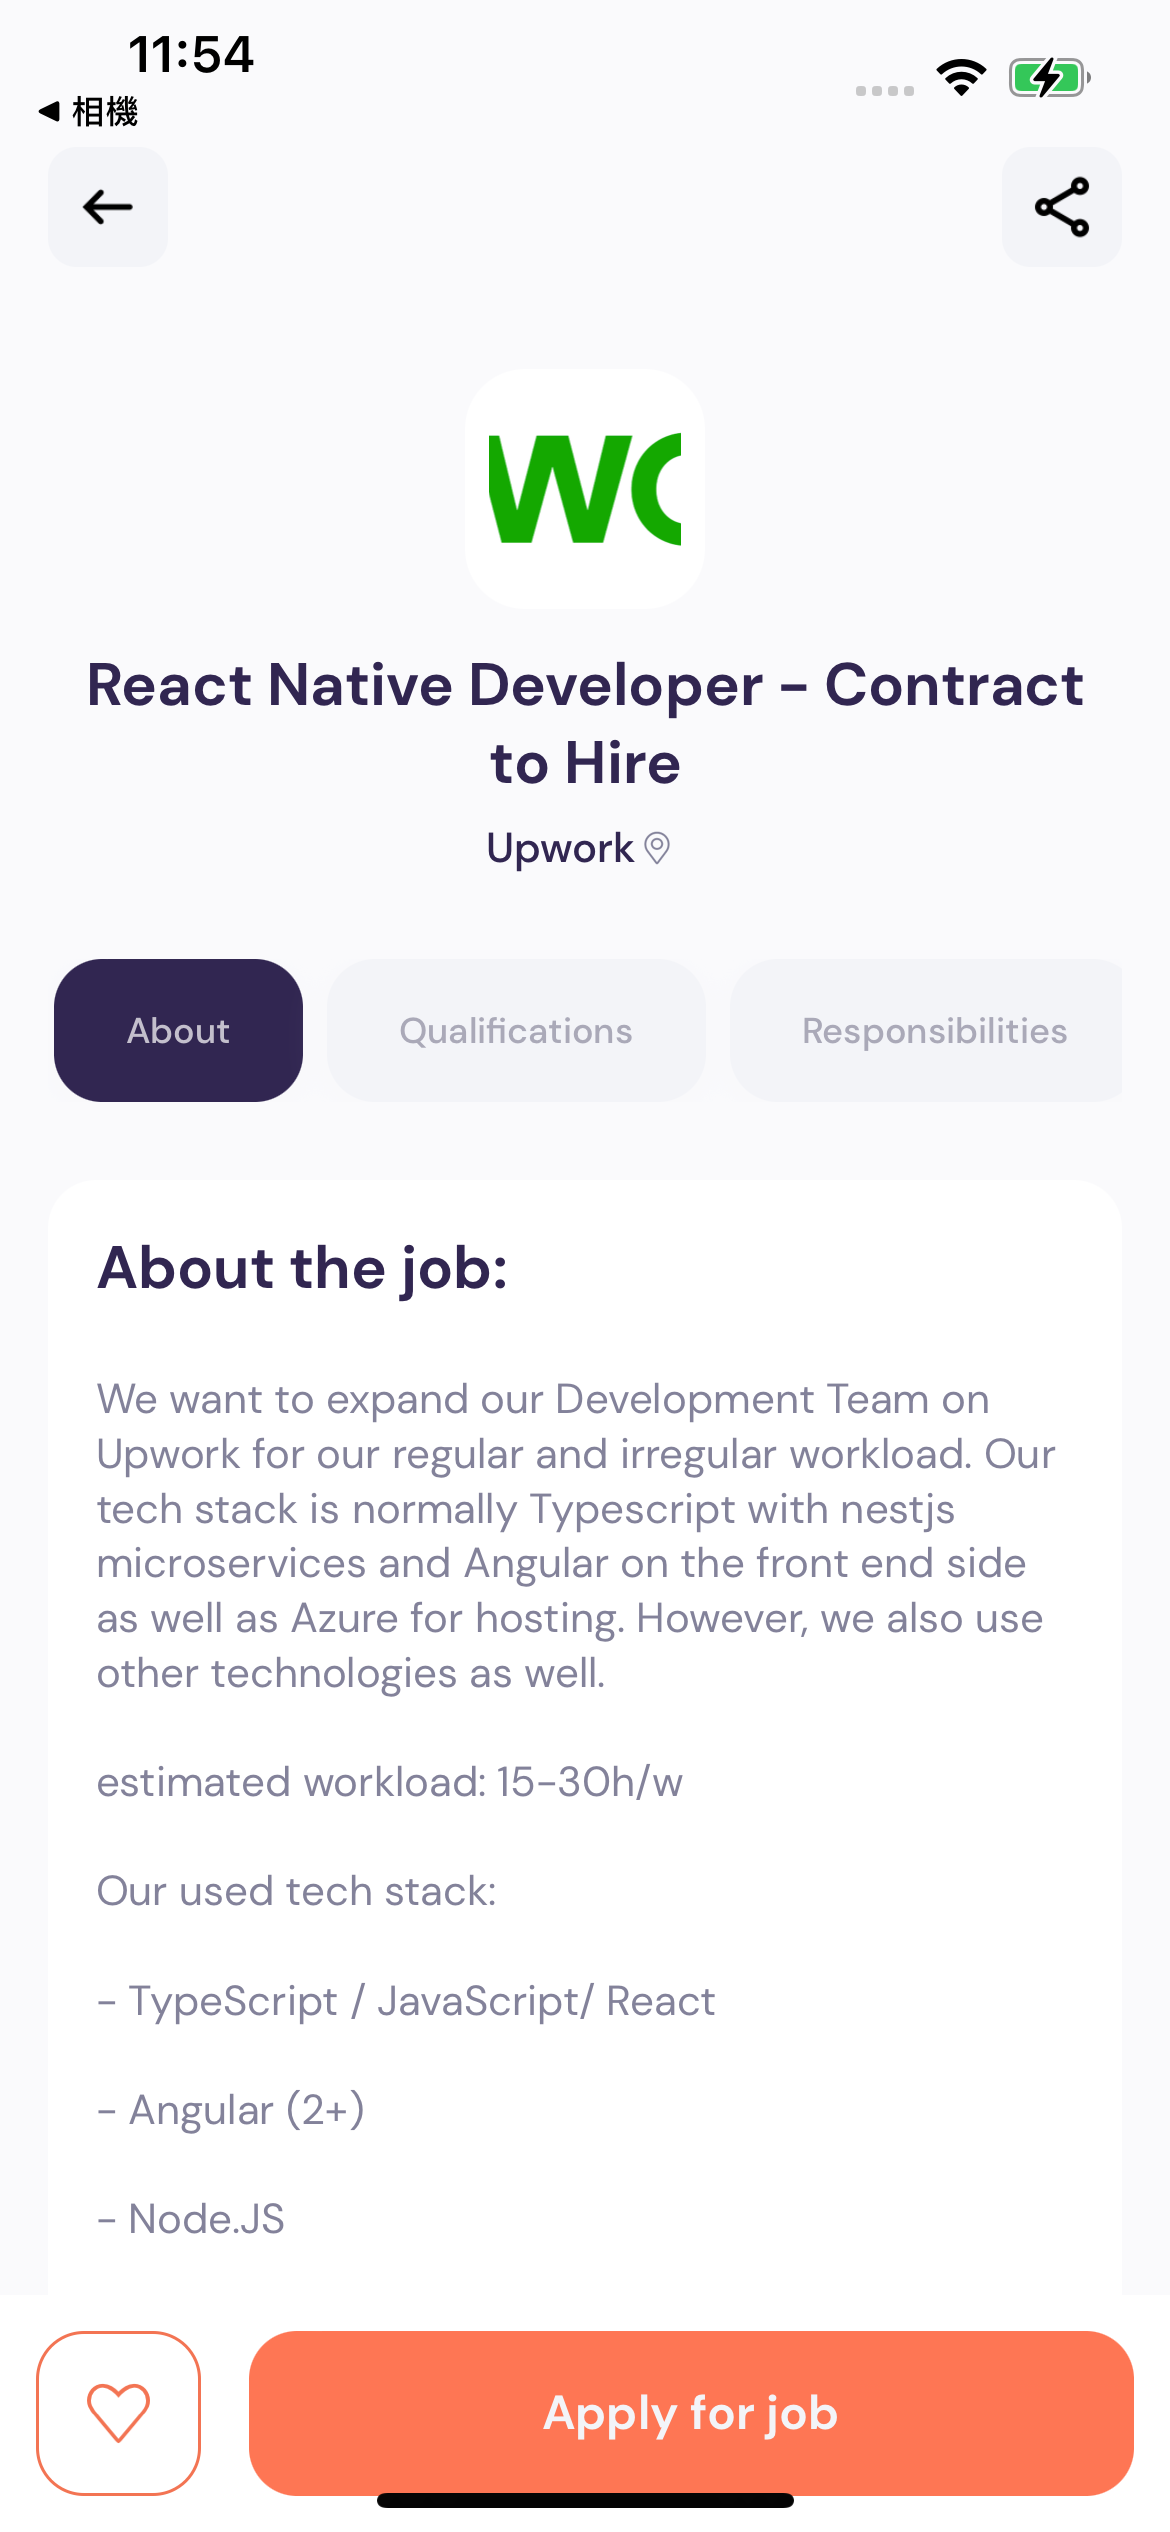 11:54
◀ 相機
WO
React Native Developer - Contract
to Hire
Upwork
About
Qualifications
Responsibilities
About the job:
We want to expand our Development Team on
Upwork for our regular and irregular workload. Our
tech stack is normally Typescript with nestjs
microservices and Angular on the front end side
as well as Azure for hosting. However, we also use
other technologies as well.
estimated workload: 15-30h/w
Our used tech stack:
- TypeScript / JavaScript/ React
- Angular (2+)
- Node.JS
Apply for job